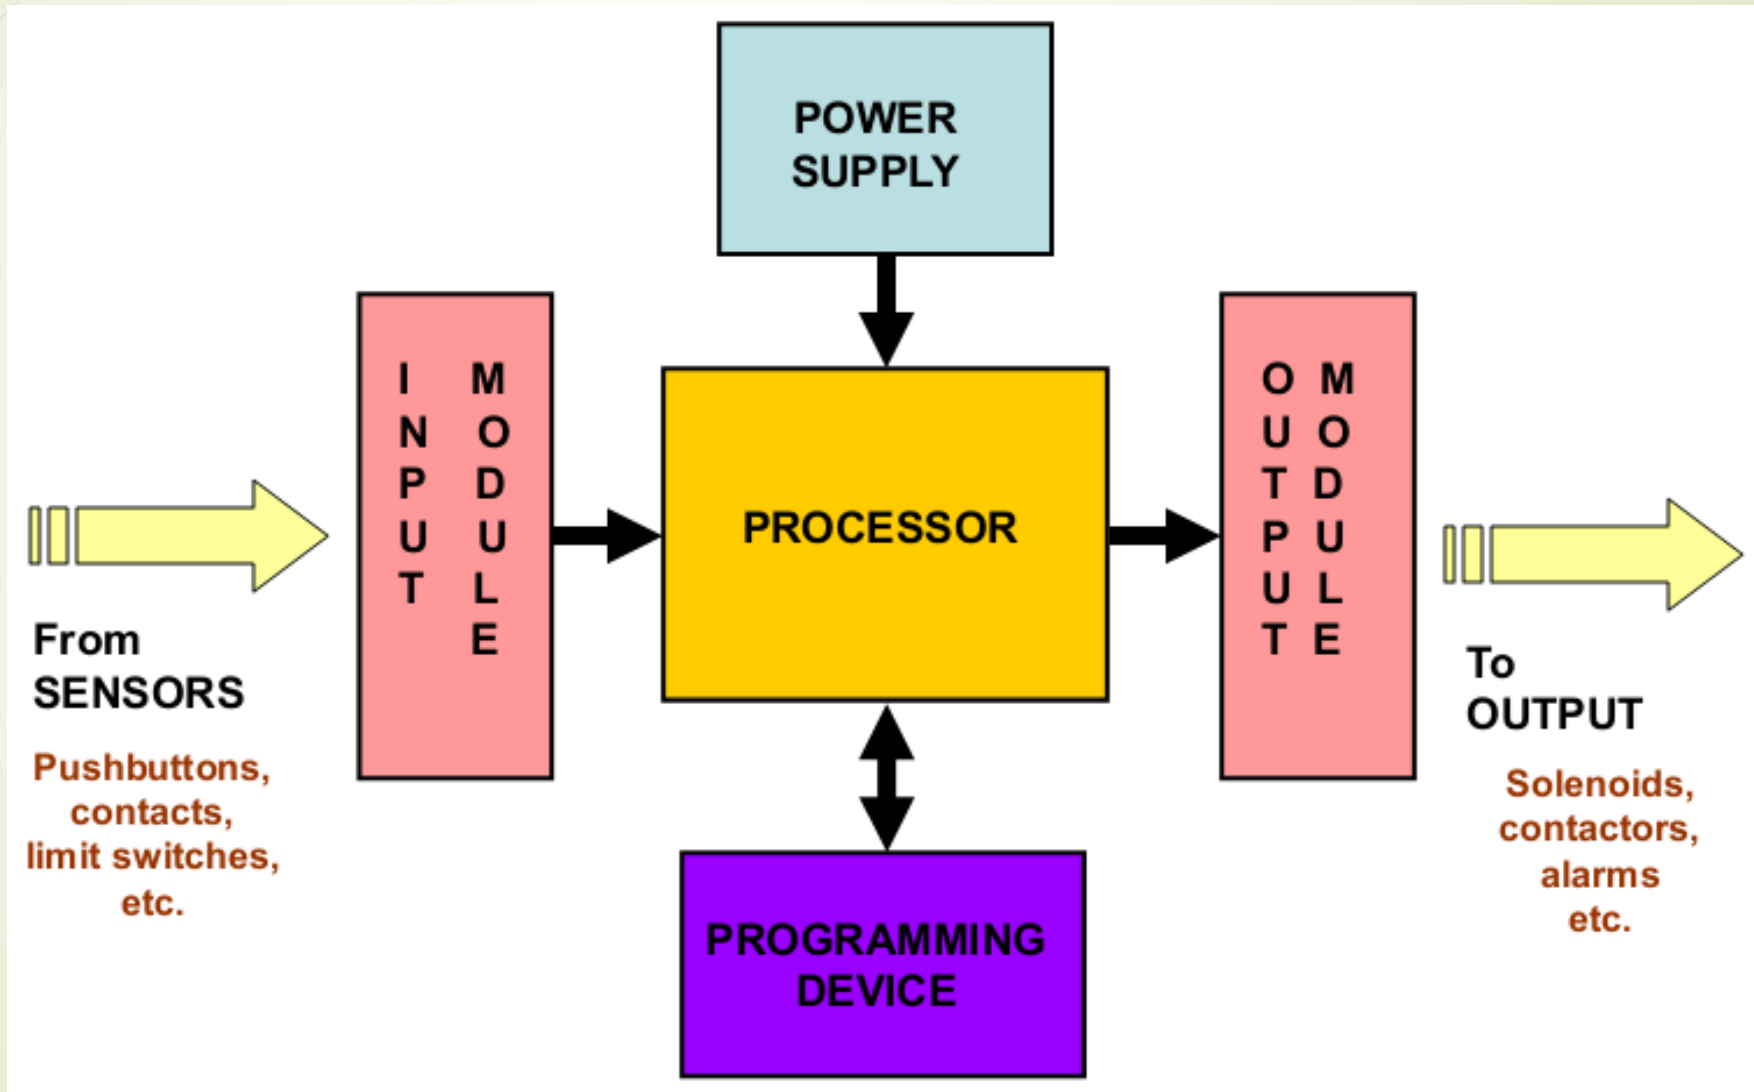 POWER
SUPPLY
INPUT MODULE
PROCESSOR
OUTPUT MODULE
From
SENSORS
Pushbuttons,
contacts,
limit switches,
etc.
To
OUTPUT
Solenoids,
contactors,
alarms
etc.
PROGRAMMING
DEVICE